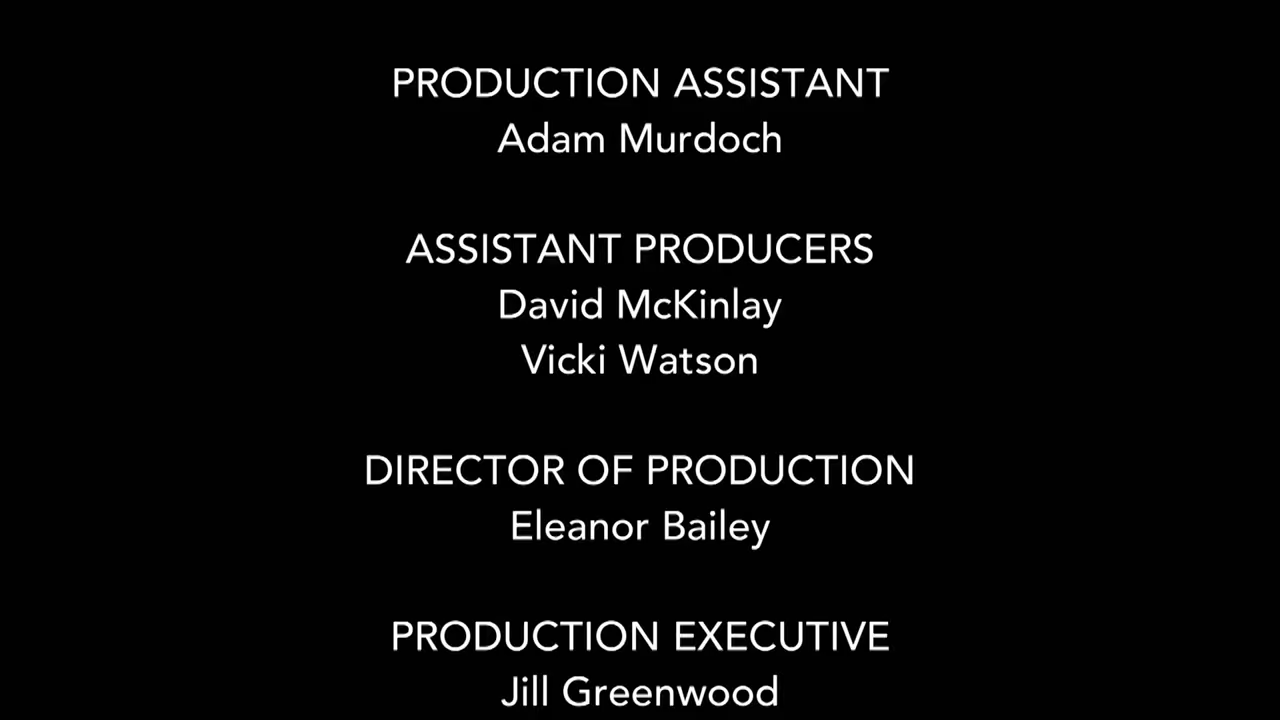 PRODUCTION ASSISTANT
Adam Murdoch
ASSISTANT PRODUCERS
David McKinlay
Vicki Watson
DIRECTOR OF PRODUCTION
Eleanor Bailey
PRODUCTION EXECUTIVE
Jill Greenwood